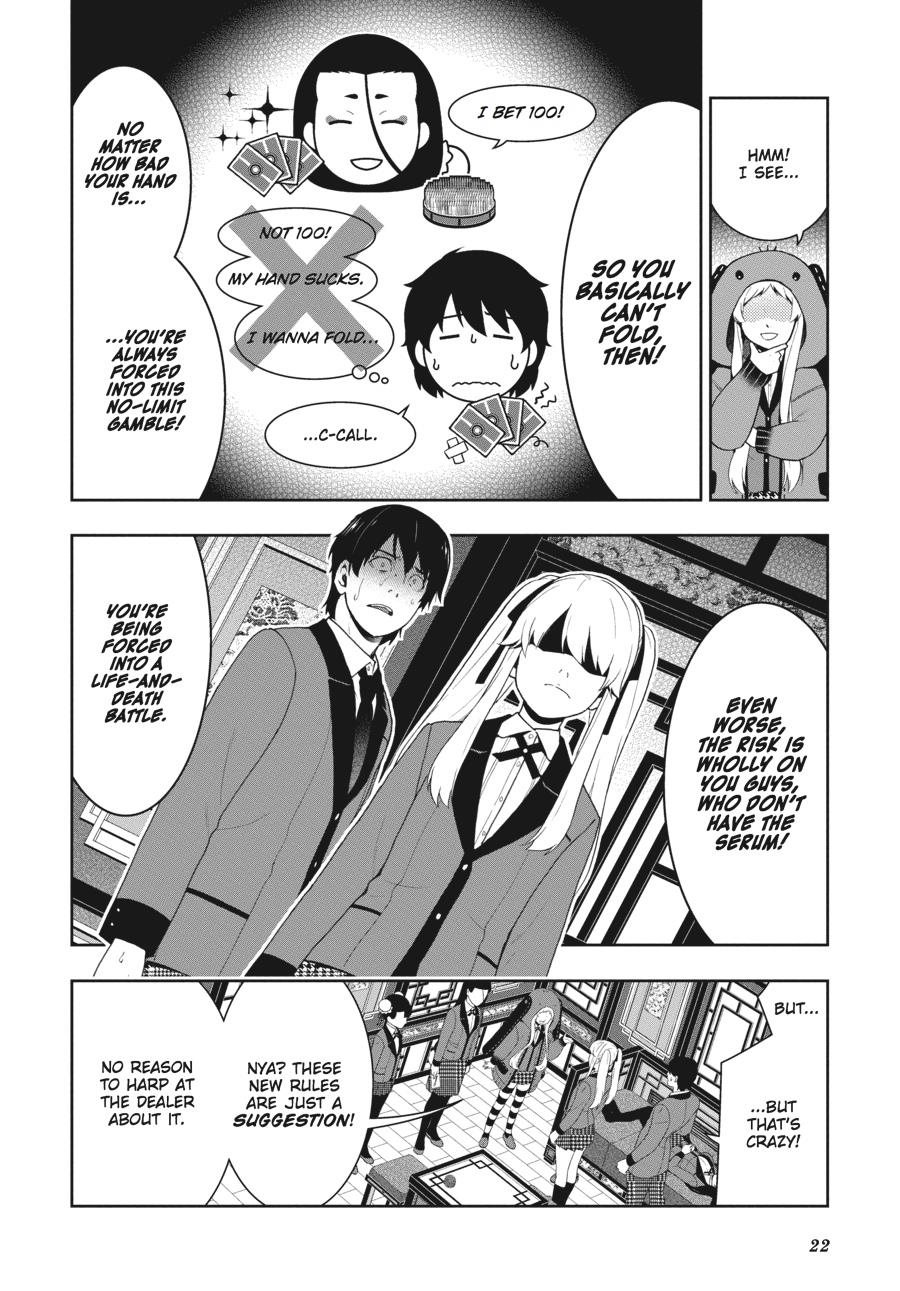 HMM!
I SEE...
SO YOU
BASICALLY
CAN'T
FOLD,
THEN!
I BET 100!
NOT 100!
MY HAND SUCKS.
I WANNA FOLD...
...C-CALL.
NO
MATTER
HOW BAD
YOUR HAND
IS...
...YOU'RE
ALWAYS
FORCED
INTO THIS
NO-LIMIT
GAMBLE!
EVEN
WORSE,
THE RISK IS
WHOLLY ON
YOU GUYS,
WHO DON'T
HAVE THE
SERUM!
YOU'RE
BEING
FORCED
INTO A
LIFE-AND-
DEATH
BATTLE.
BUT...
...BUT
THAT'S
CRAZY!
NYA? THESE
NEW RULES
ARE JUST A
SUGGESTION!
NO REASON
TO HARP AT
THE DEALER
ABOUT IT.
22